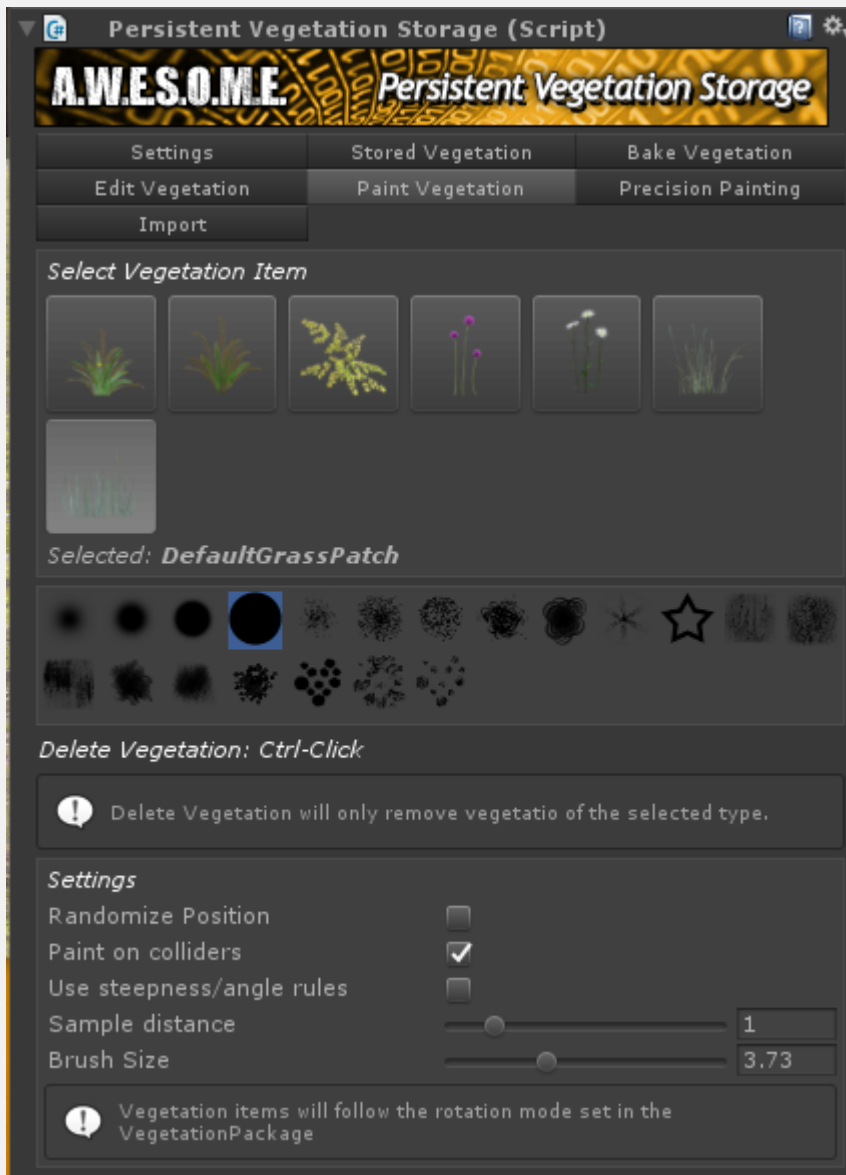 Persistent Vegetation Storage (Script)
A.W.E.S.O.M.E. Persistent Vegetation Storage
Settings Stored Vegetation Bake Vegetation
Edit Vegetation Paint Vegetation Precision Painting
Import
Select Vegetation Item
Selected: DefaultGrassPatch
Delete Vegetation: Ctrl-Click
Delete Vegetation will only remove vegetatio of the selected type.
Settings
Randomize Position
Paint on colliders
Use steepness/angle rules
Sample distance 1
Brush Size 3.73
Vegetation items will follow the rotation mode set in the
VegetationPackage